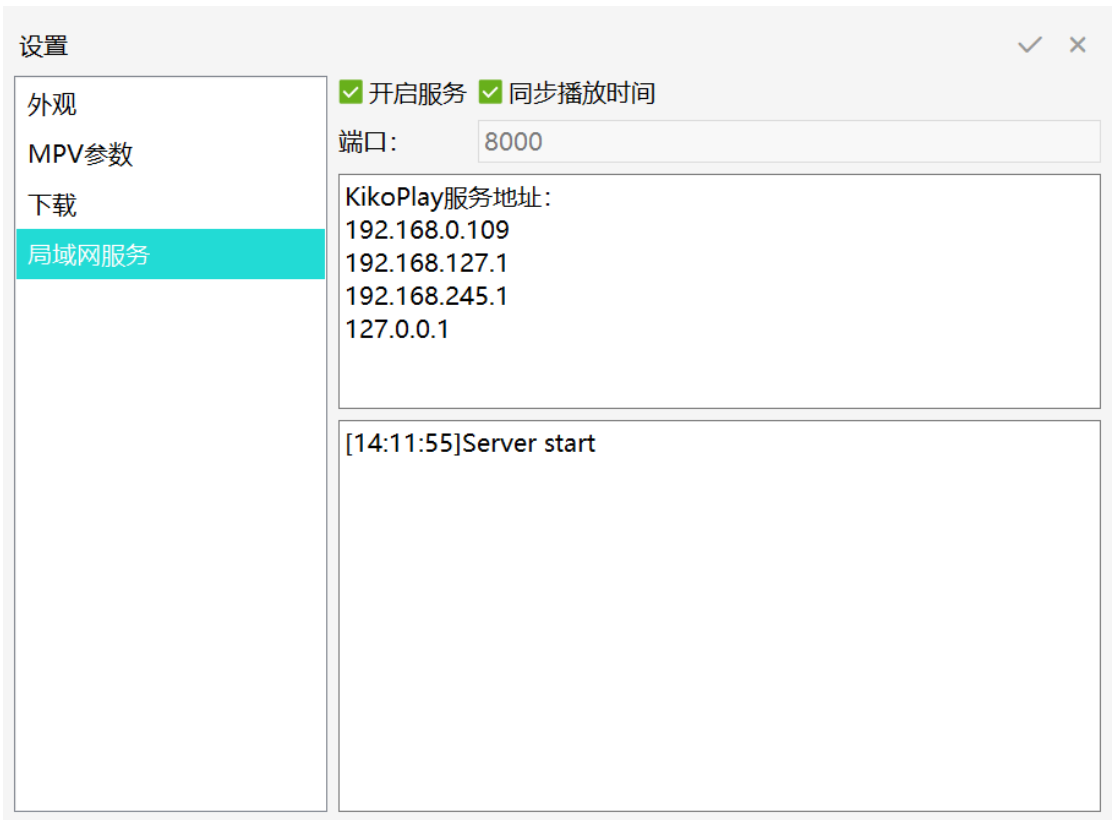 设置
外观
MPV参数
下载
局域网服务
开启服务 同步播放时间
端口： 8000
KikoPlay服务地址：
192.168.0.109
192.168.127.1
192.168.245.1
127.0.0.1
[14:11:55]Server start